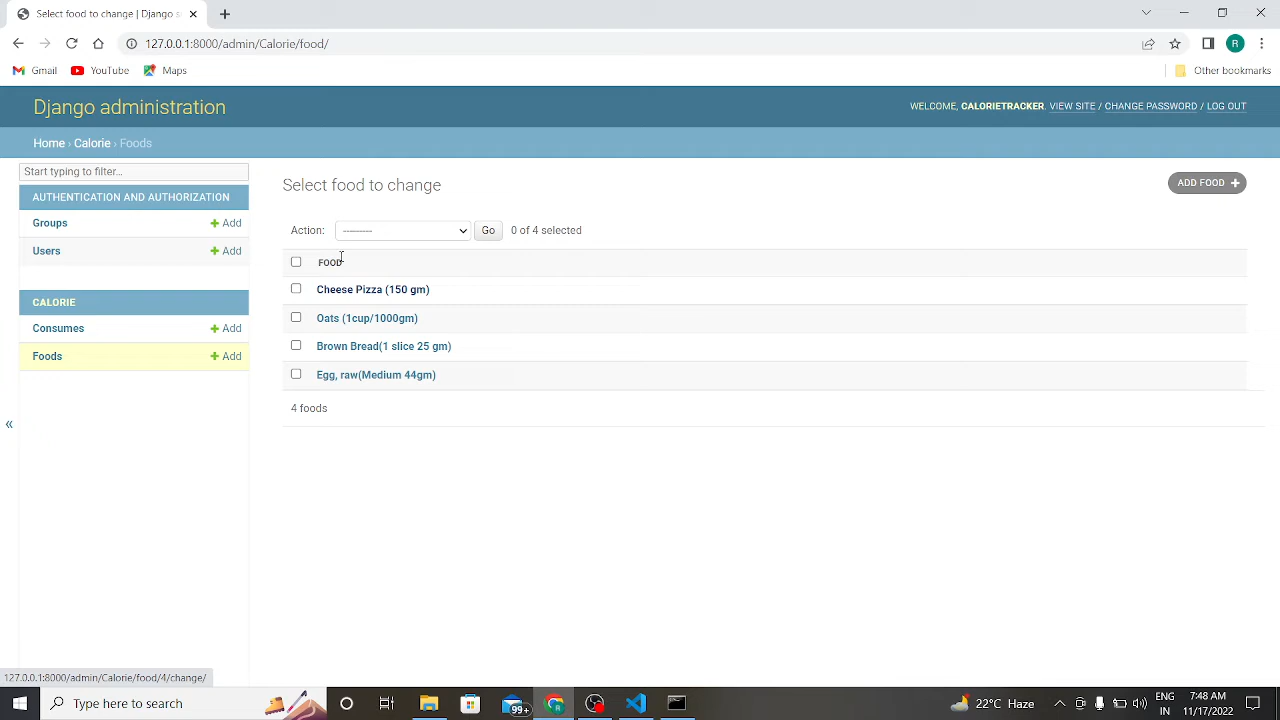 Select food to change | Django s
127.0.0.1:8000/admin/Calorie/food/
R
Gmail YouTube Maps Other bookmarks
Django administration
WELCOME, CALORIETRACKER. VIEW SITE / CHANGE PASSWORD / LOG OUT
Home › Calorie › Foods
Start typing to filter...
AUTHENTICATION AND AUTHORIZATION
Groups + Add
Users + Add
CALORIE
Consumes + Add
Foods + Add
«
Select food to change
ADD FOOD +
Action: --------- Go 0 of 4 selected
FOOD
Cheese Pizza (150 gm)
Oats (1cup/1000gm)
Brown Bread(1 slice 25 gm)
Egg, raw(Medium 44gm)
4 foods
127.0.0.1:8000/admin/Calorie/food/4/change/
Type here to search
99+
22°C Haze
ENG
IN
7:48 AM
11/17/2022